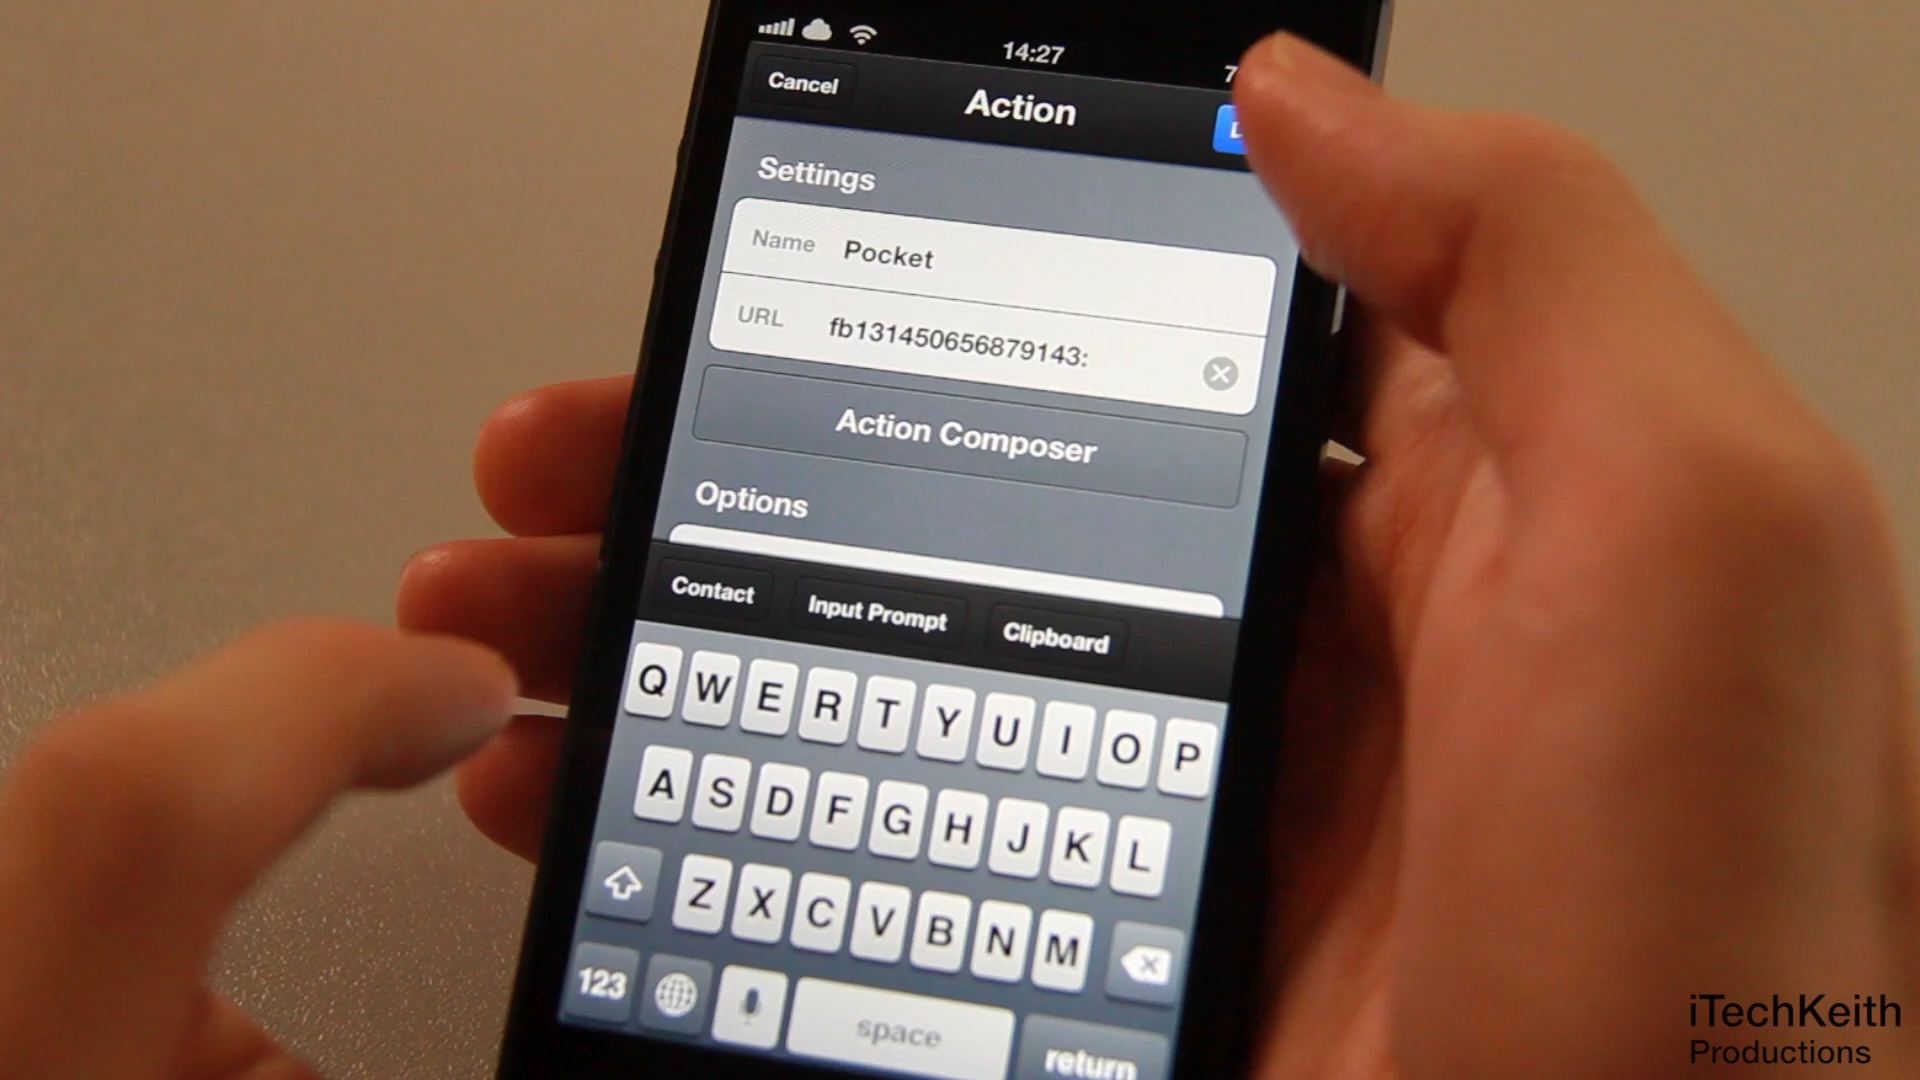 14:27
Cancel
Action
Settings
Name Pocket
URL fb131450656879143:
Action Composer
Options
Contact Input Prompt Clipboard
Q W E R T Y U I O P
A S D F G H J K L
Z X C V B N M
123 space return
iTechKeith
Productions